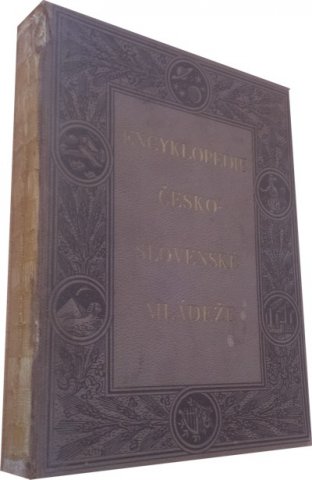 ENCYKLOPEDIE
ČESKO-
SLOVENSKÉ
MLÁDEŽE